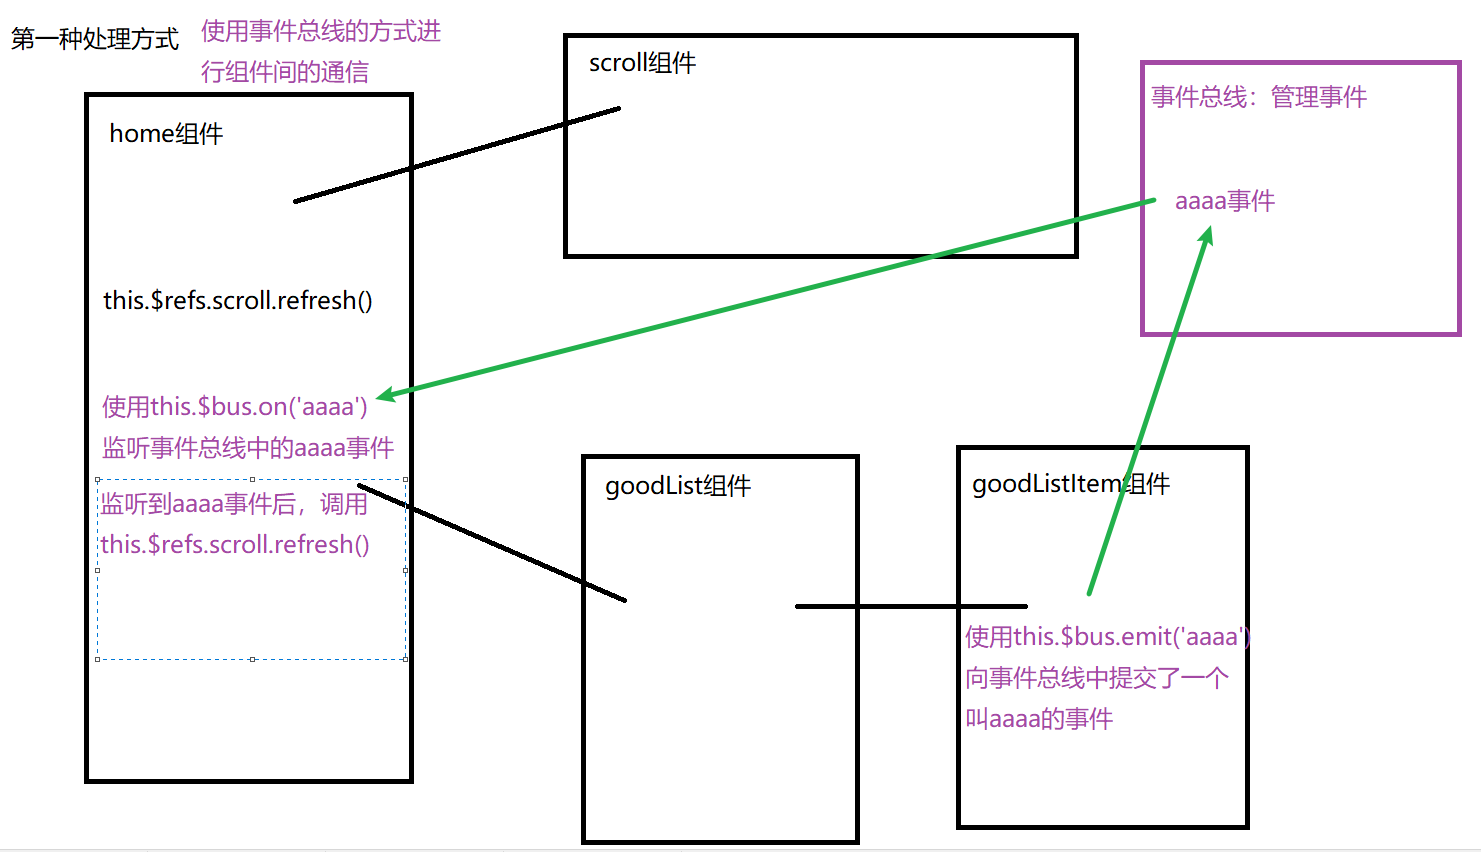 第一种处理方式
使用事件总线的方式进
行组件间的通信
home组件
this.$refs.scroll.refresh()
使用this.$bus.on('aaaa')
监听事件总线中的aaaa事件
监听到aaaa事件后，调用
this.$refs.scroll.refresh()
scroll组件
事件总线：管理事件
aaaa事件
goodList组件
goodListItem组件
使用this.$bus.emit('aaaa')
向事件总线中提交了一个
叫aaaa的事件